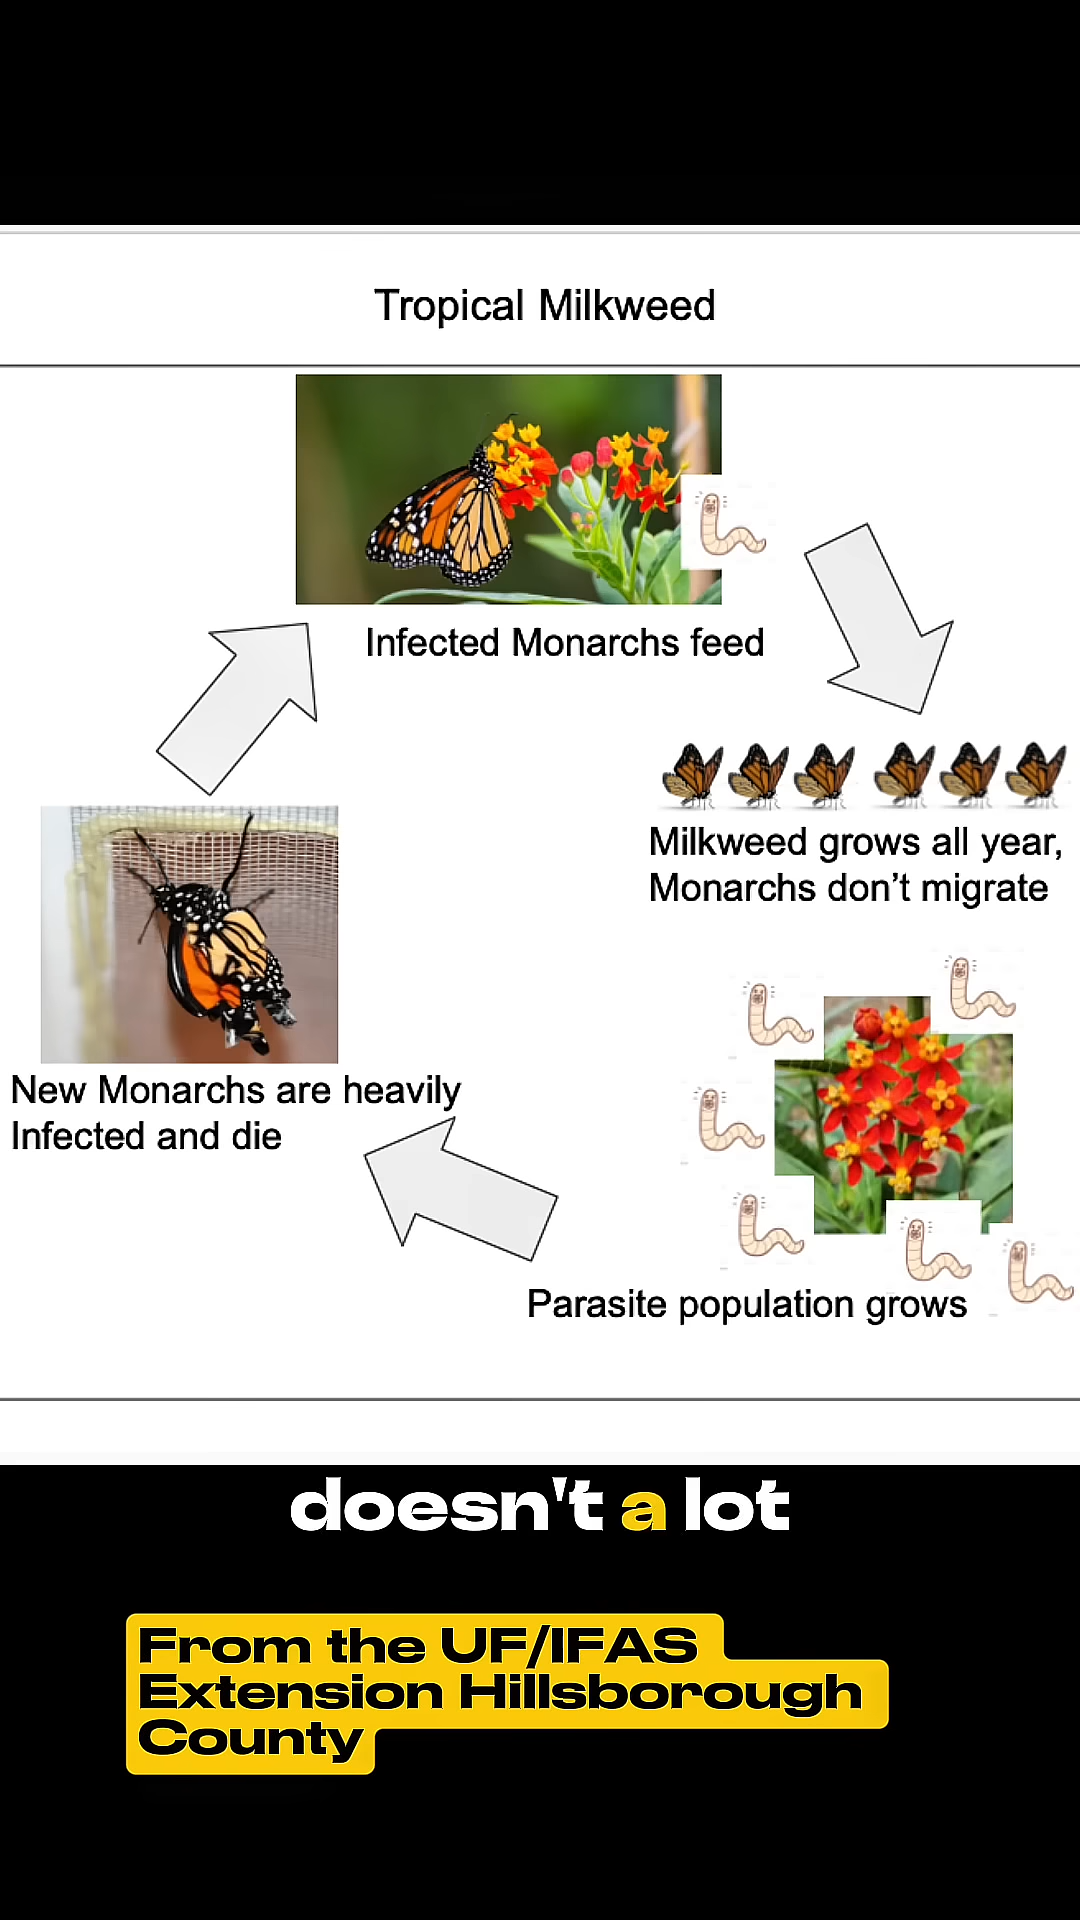 Tropical Milkweed
Infected Monarchs feed
Milkweed grows all year,
Monarchs don’t migrate
New Monarchs are heavily
Infected and die
Parasite population grows
doesn't a lot
From the UF/IFAS
Extension Hillsborough
County